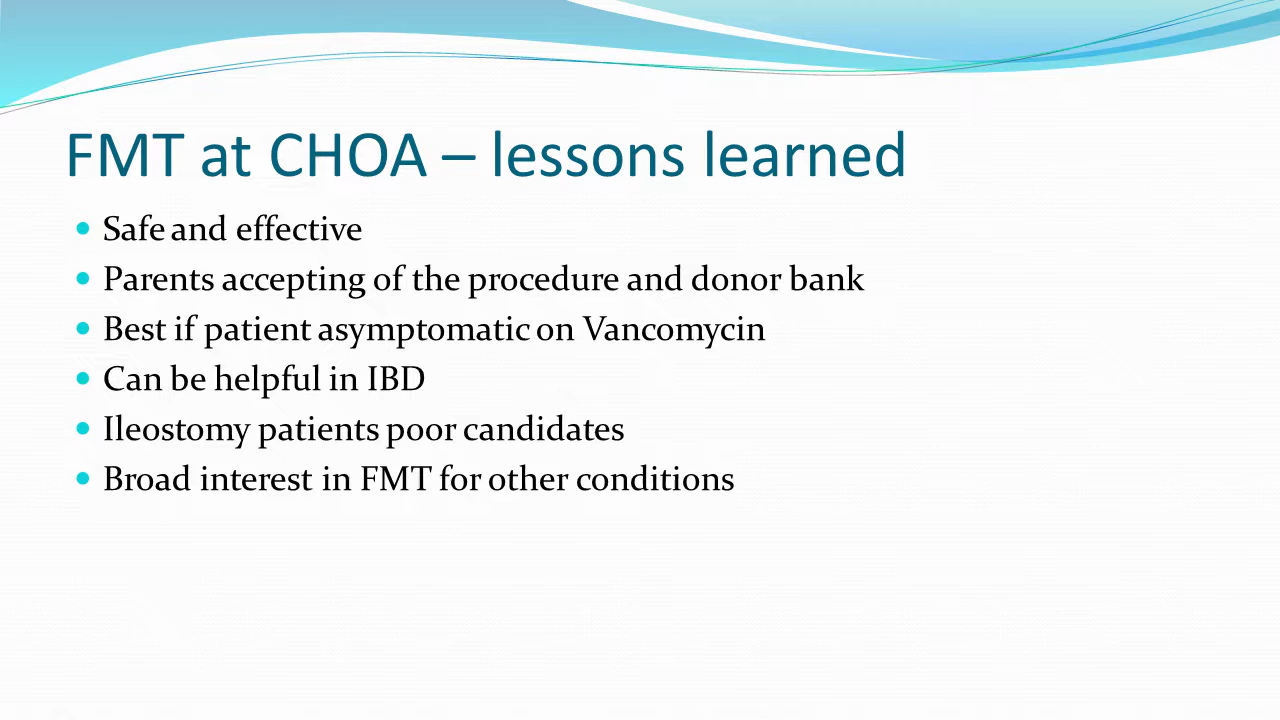 FMT at CHOA – lessons learned
Safe and effective
Parents accepting of the procedure and donor bank
Best if patient asymptomatic on Vancomycin
Can be helpful in IBD
Ileostomy patients poor candidates
Broad interest in FMT for other conditions